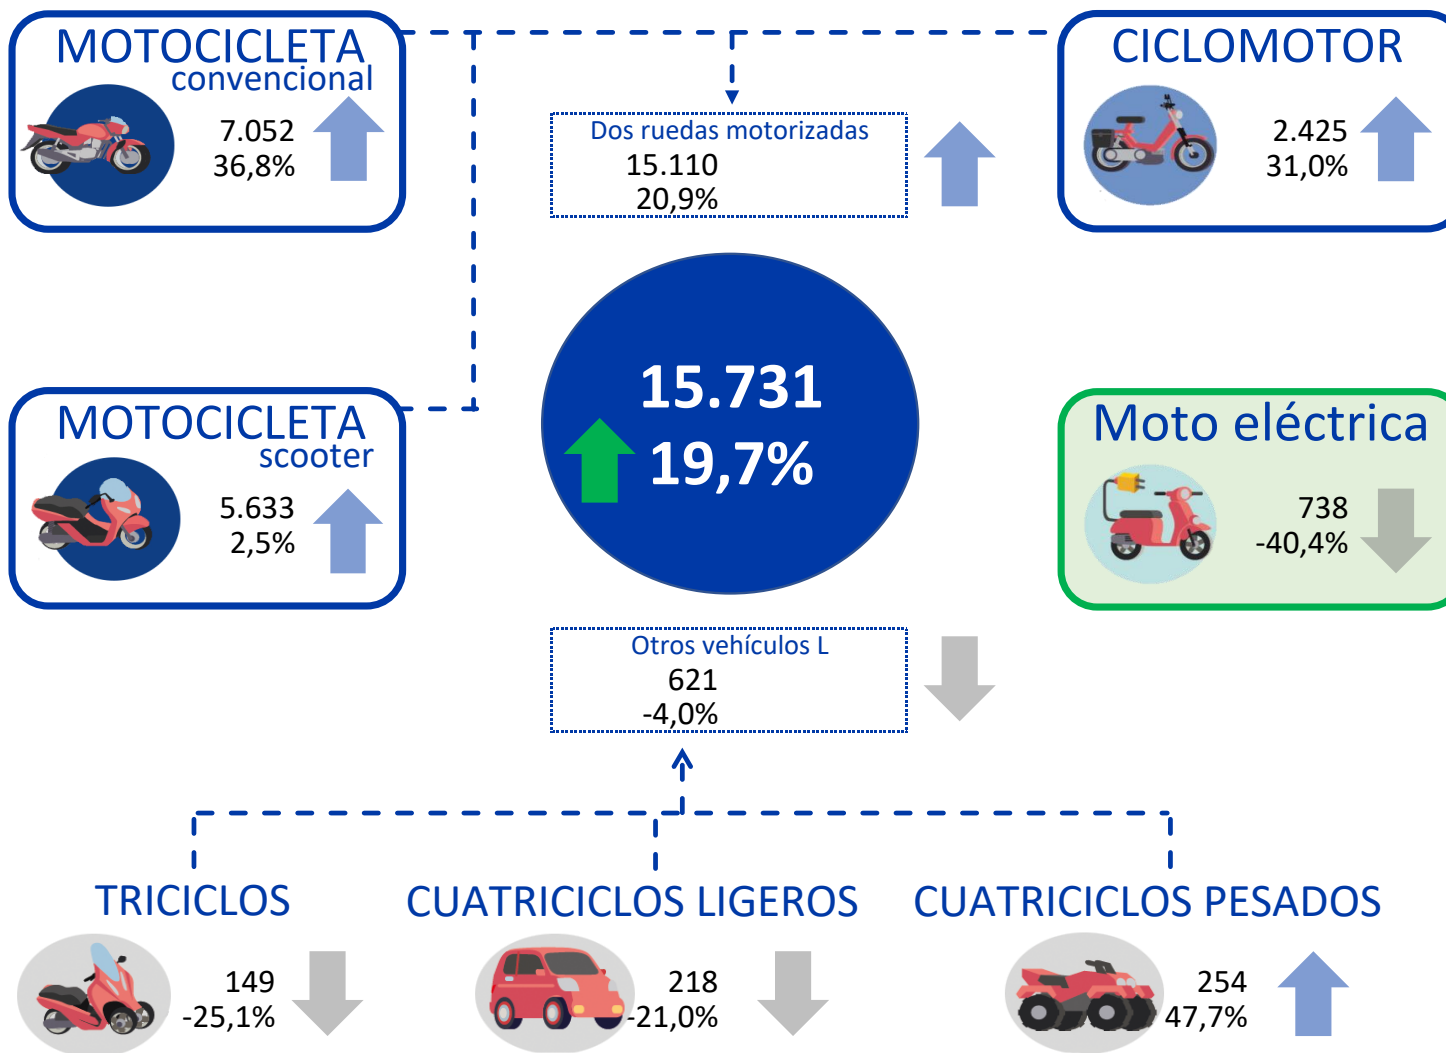 MOTOCICLETA
convencional
7.052
36,8%
Dos ruedas motorizadas
15.110
20,9%
CICLOMOTOR
2.425
31,0%
15.731
19,7%
MOTOCICLETA
scooter
5.633
2,5%
Moto eléctrica
738
-40,4%
Otros vehículos L
621
-4,0%
TRICICLOS
149
-25,1%
CUATRICICLOS LIGEROS
218
-21,0%
CUATRICICLOS PESADOS
254
47,7%